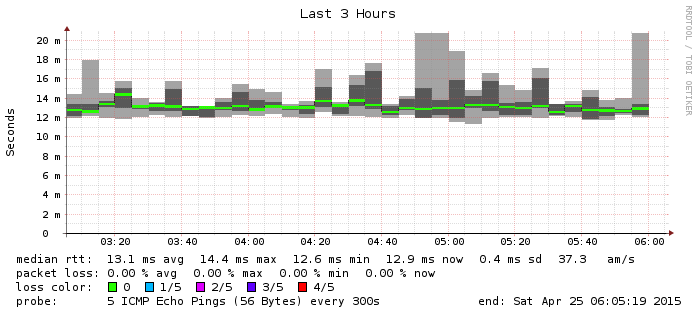 Last 3 Hours
RRDTOOL / TOBI OETIKER
Seconds
20 m
18 m
16 m
14 m
12 m
10 m
8 m
6 m
4 m
2 m
0
03:20 03:40 04:00 04:20 04:40 05:00 05:20 05:40 06:00
median rtt: 13.1 ms avg 14.4 ms max 12.6 ms min 12.9 ms now 0.4 ms sd 37.3 am/s
packet loss: 0.00 % avg 0.00 % max 0.00 % min 0.00 % now
loss color: 0 1/5 2/5 3/5 4/5
probe: 5 ICMP Echo Pings (56 Bytes) every 300s end: Sat Apr 25 06:05:19 2015